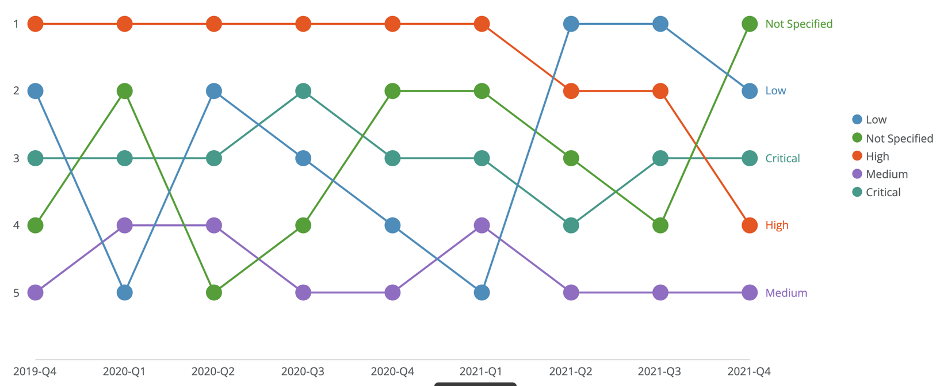 1
Not Specified
2
Low
Low
Not Specified
3
Critical
High
Medium
Critical
4
High
5
Medium
2019-Q4 2020-Q1 2020-Q2 2020-Q3 2020-Q4 2021-Q1 2021-Q2 2021-Q3 2021-Q4